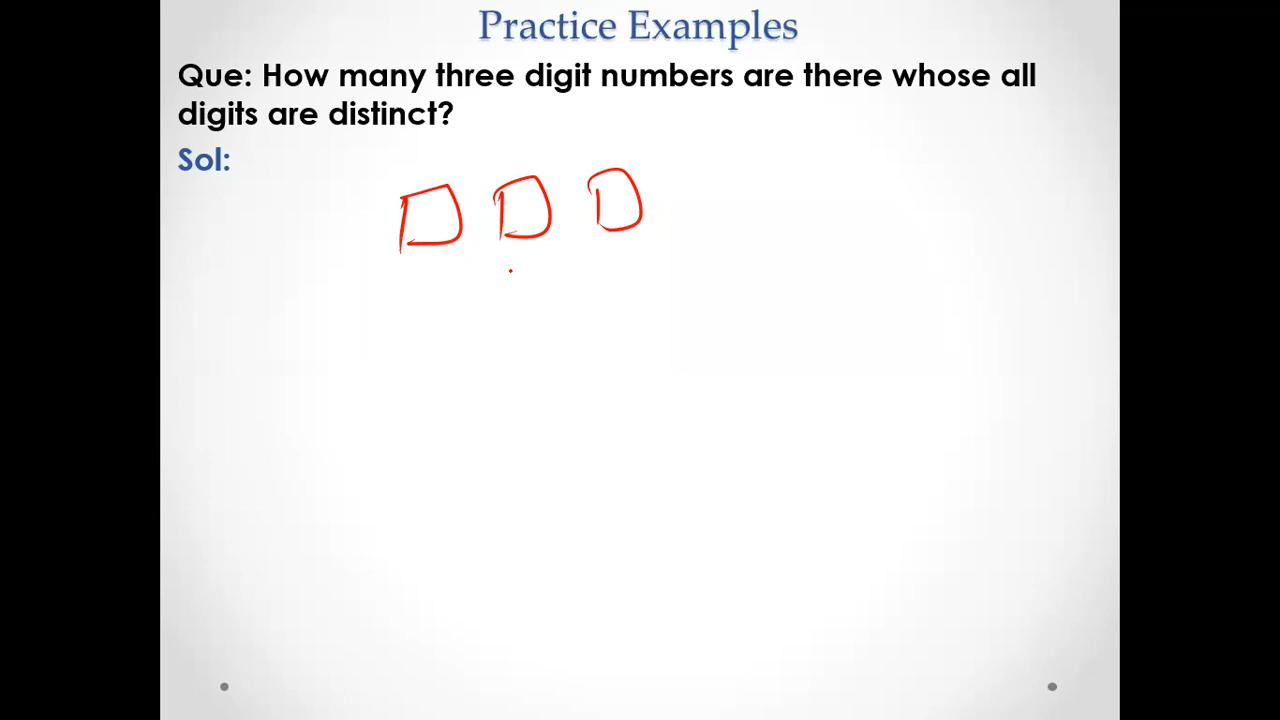 Practice Examples
Que: How many three digit numbers are there whose all
digits are distinct?
Sol: